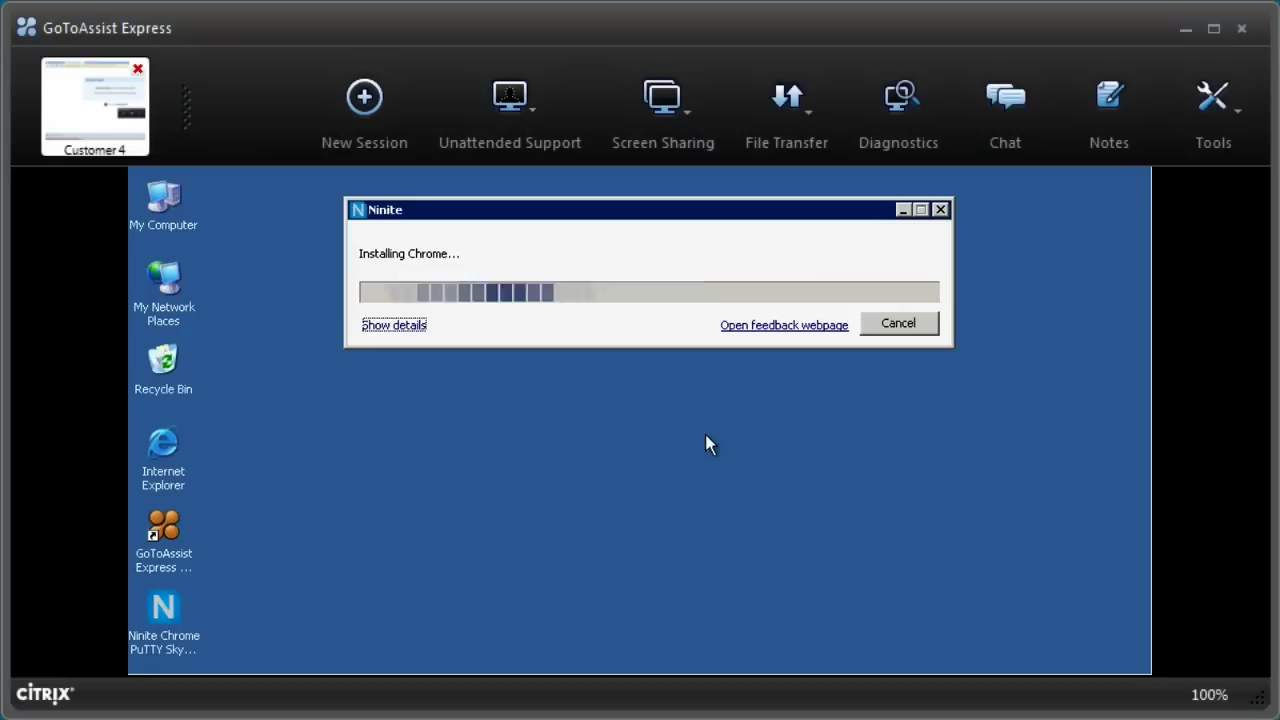 GoToAssist Express
Customer 4
New Session
Unattended Support
Screen Sharing
File Transfer
Diagnostics
Chat
Notes
Tools
My Computer
My Network
Places
Recycle Bin
Internet
Explorer
GoToAssist
Express ...
N
Ninite Chrome
PuTTY Sky...
N Ninite
Installing Chrome...
Show details
Open feedback webpage
Cancel
CİTRIX®
100%